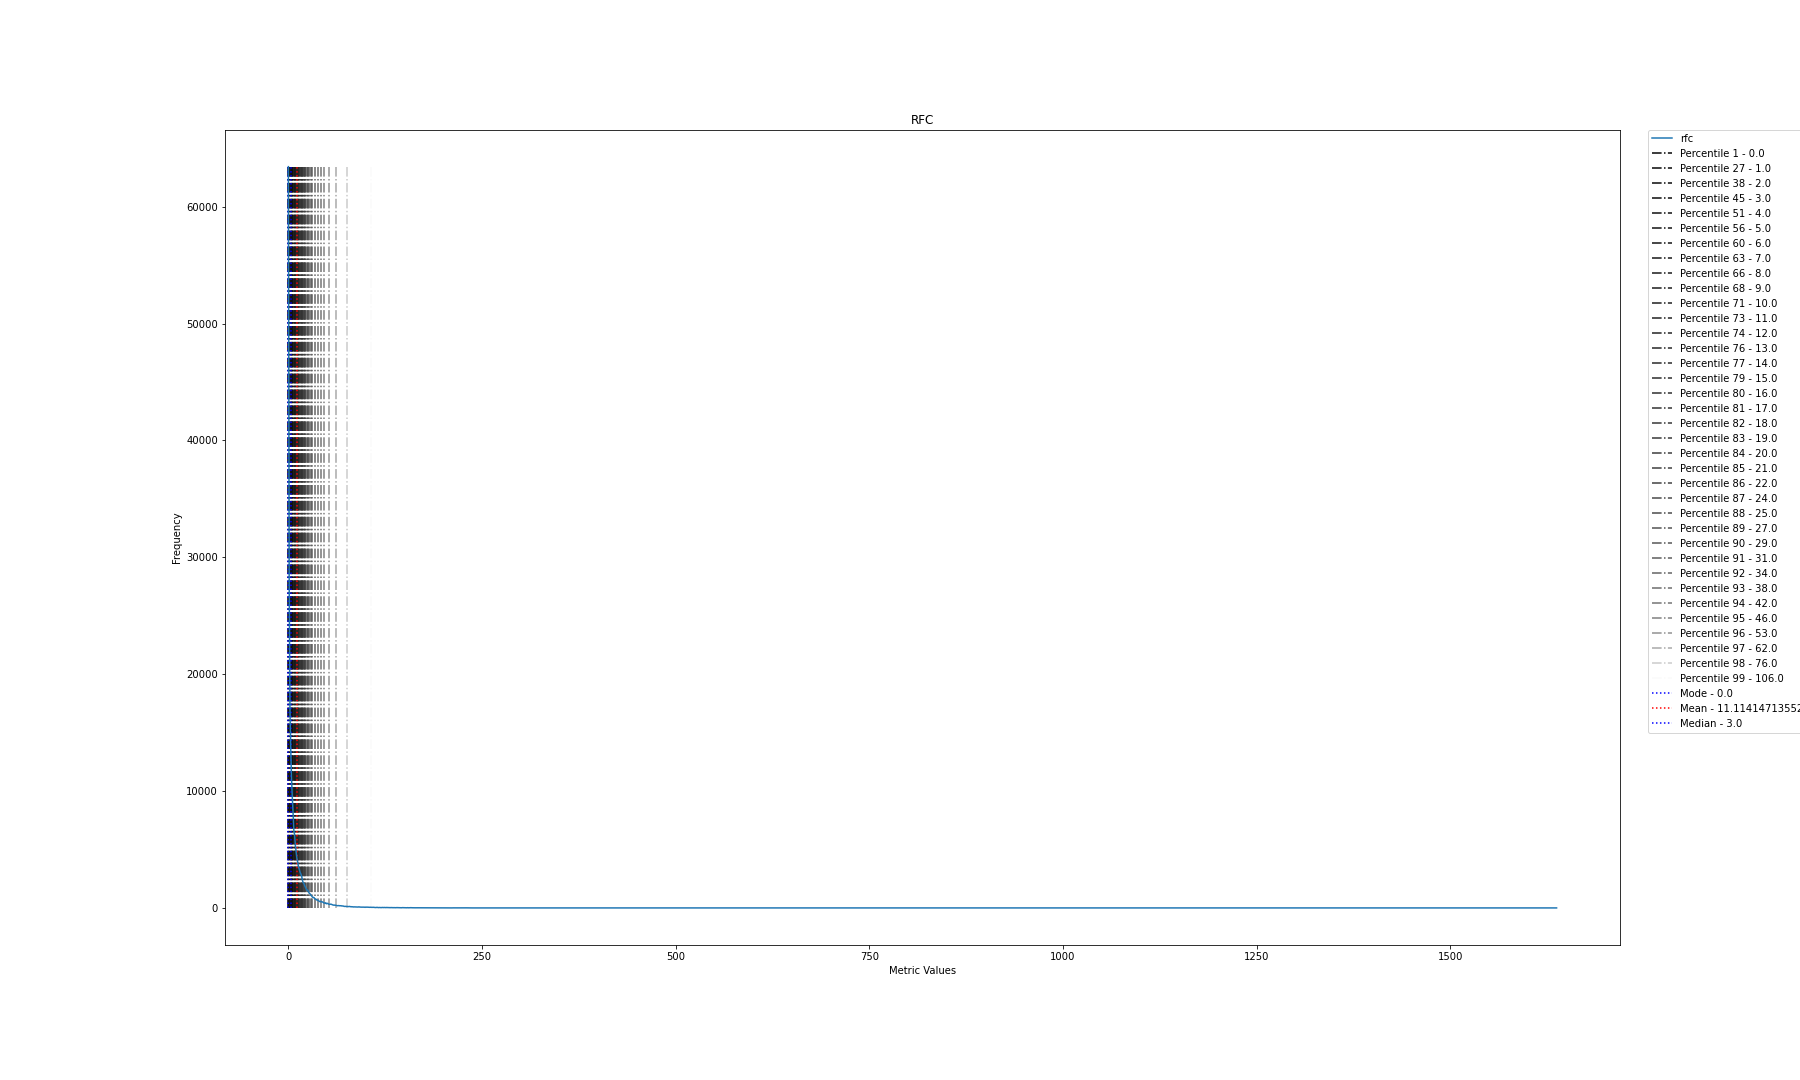 RFC
60000
50000
40000
30000
20000
10000
0
Frequency
0 250 500 750 1000 1250 1500
Metric Values
rfc
Percentile 1 - 0.0
Percentile 27 - 1.0
Percentile 38 - 2.0
Percentile 45 - 3.0
Percentile 51 - 4.0
Percentile 56 - 5.0
Percentile 60 - 6.0
Percentile 63 - 7.0
Percentile 66 - 8.0
Percentile 68 - 9.0
Percentile 71 - 10.0
Percentile 73 - 11.0
Percentile 74 - 12.0
Percentile 76 - 13.0
Percentile 77 - 14.0
Percentile 79 - 15.0
Percentile 80 - 16.0
Percentile 81 - 17.0
Percentile 82 - 18.0
Percentile 83 - 19.0
Percentile 84 - 20.0
Percentile 85 - 21.0
Percentile 86 - 22.0
Percentile 87 - 24.0
Percentile 88 - 25.0
Percentile 89 - 27.0
Percentile 90 - 29.0
Percentile 91 - 31.0
Percentile 92 - 34.0
Percentile 93 - 38.0
Percentile 94 - 42.0
Percentile 95 - 46.0
Percentile 96 - 53.0
Percentile 97 - 62.0
Percentile 98 - 76.0
Percentile 99 - 106.0
Mode - 0.0
Mean - 11.11414713552
Median - 3.0